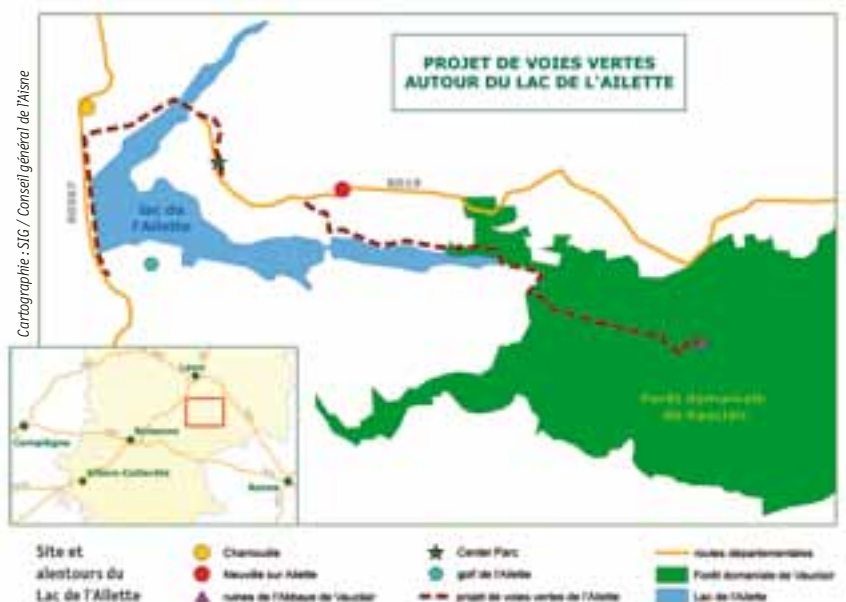 PROJET DE VOIES VERTES
AUTOUR DU LAC DE L'AILETTE
Cartographie : SIG / Conseil général de l'Aisne
RD967
RD19
lac de
l'Ailette
Forêt domaniale
de Vauclair
Laon
Compiègne
Soissons
Villers-Cotterêts
Reims
Site et
alentours du
Lac de l'Ailette
Chamouille
Neuville sur Ailette
ruines de l'Abbaye de Vauclair
Center Parc
golf de l'Ailette
projet de voies vertes de l'Ailette
routes départementales
Forêt domaniale de Vauclair
Lac de l'Ailette